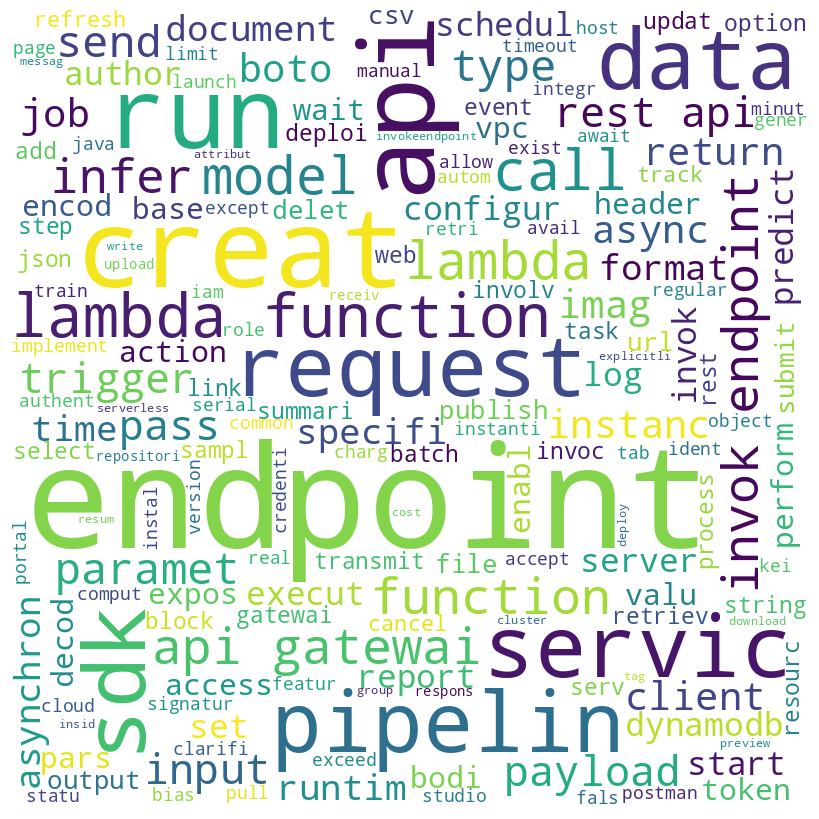 refresh
csv
schedul
host
updat
option
page
send
document
timeout
messag
limit
author
launch
boto
manual
api
type
integr
data
job
run
wait
event
rest api
minut
gener
java
deploi
invokeendpoint
vpc
await
add
attribut
allow
exist
return
infer
model
autom
call
track
encod
base
except
delet
configur
header
predict
step
retri
avail
async
json
write
upload
creat
web
lambda
format
invok endpoint
train
iam
receiv
involv
imag
regular
lambda function
role
task
url
invok
implement
action
request
explicitli
rest
submit
trigger
link
log
authent
serverless
serial
summari
publish
object
time
pass
common
specifi
instanti
instanc
select
repositori
sampl
charg
batch
invoc
tab
ident
perform
endpoint
resum
instal
version
credenti
cost
enabl
deploy
process
portal
real
transmit
file
accept
server
kei
paramet
comput
expos
execut
function
valu
string
asynchron
decod
sdk
block
gatewai
cancel
cluster
retriev
download
api gatewai
report
servic
access
featur
group
respons
serv
tag
client
resourc
cloud
signatur
insid
set
pipelin
dynamodb
preview
pars
clarifi
exceed
start
output
input
runtim
bodi
payload
token
statu
bias
pull
studio
fals
postman